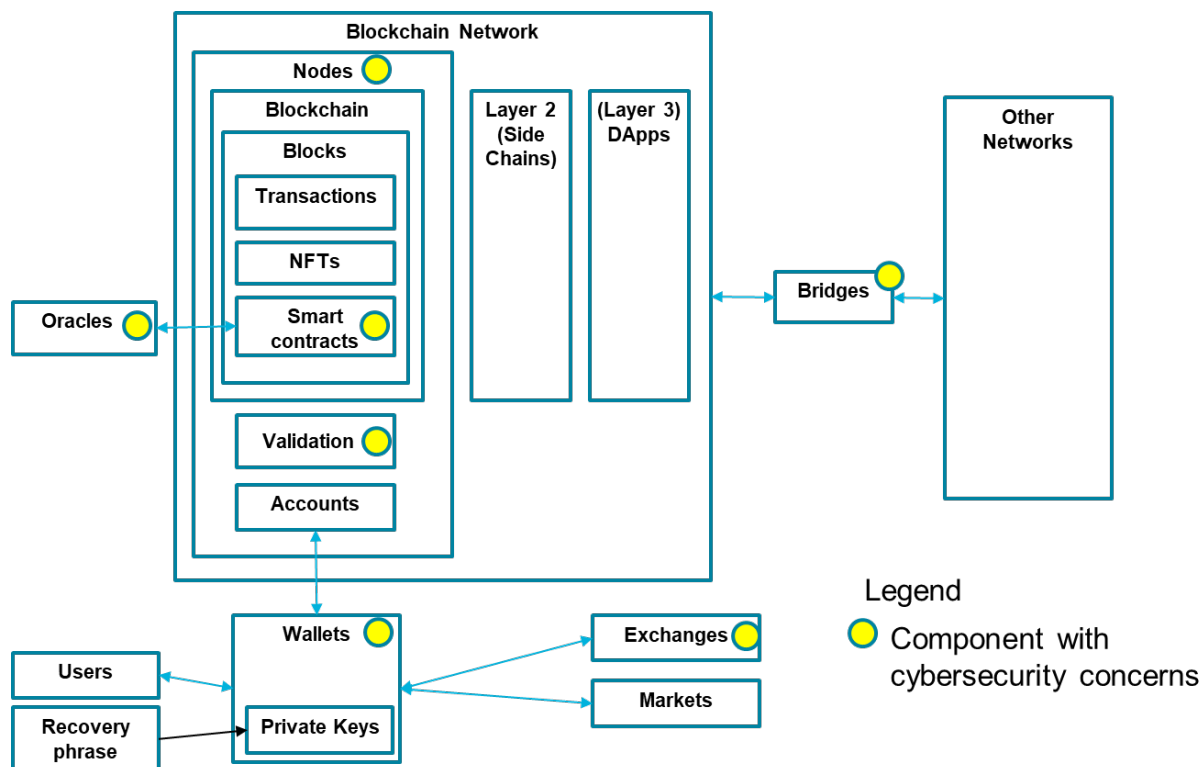 Blockchain Network
Nodes
Blockchain
Blocks
Transactions
NFTs
Smart
contracts
Validation
Accounts
Layer 2
(Side
Chains)
(Layer 3)
DApps
Other
Networks
Bridges
Oracles
Wallets
Private Keys
Users
Recovery
phrase
Exchanges
Markets
Legend
Component with
cybersecurity concerns